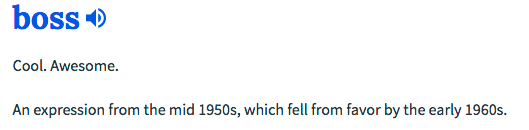 boss
Cool. Awesome.
An expression from the mid 1950s, which fell from favor by the early 1960s.